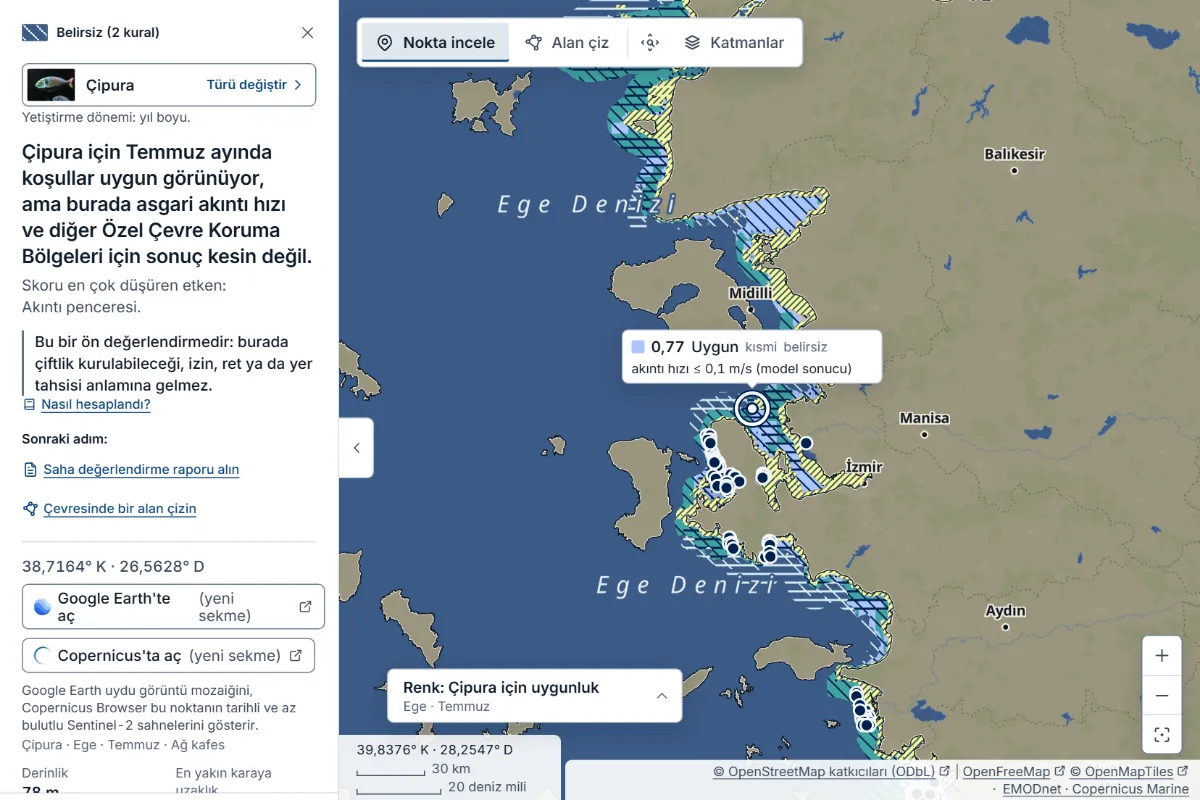 Belirsiz (2 kural)
Çipura
Türü değiştir
Yetiştirme dönemi: yıl boyu.
Çipura için Temmuz ayında
koşullar uygun görünüyor,
ama burada asgari akıntı hızı
ve diğer Özel Çevre Koruma
Bölgeleri için sonuç kesin değil.
Skoru en çok düşüren etken:
Akıntı penceresi.
Bu bir ön değerlendirmedir: burada
çiftlik kurulabileceği, izin, ret ya da yer
tahsisi anlamına gelmez.
Nasıl hesaplandı?
Sonraki adım:
Saha değerlendirme raporu alın
Çevresinde bir alan çizin
38,7164° K · 26,5628° D
Google Earth'te aç (yeni sekme)
Copernicus'ta aç (yeni sekme)
Google Earth uydu görüntü mozaiğini,
Copernicus Browser bu noktanın tarihli ve az
bulutlu Sentinel-2 sahnelerini gösterir.
Çipura · Ege · Temmuz · Ağ kafes
Derinlik
78 m
En yakın karaya
uzaklık
Nokta incele
Alan çiz
Katmanlar
Balıkesir
Ege Denizi
Midilli
0,77 Uygun kısmi belirsiz
akıntı hızı ≤ 0,1 m/s (model sonucu)
Manisa
İzmir
Ege Denizi
Aydın
Renk: Çipura için uygunluk
Ege · Temmuz
39,8376° K · 28,2547° D
30 km
20 deniz mili
© OpenStreetMap katkıcıları (ODbL) | OpenFreeMap © OpenMapTiles
· EMODnet · Copernicus Marine